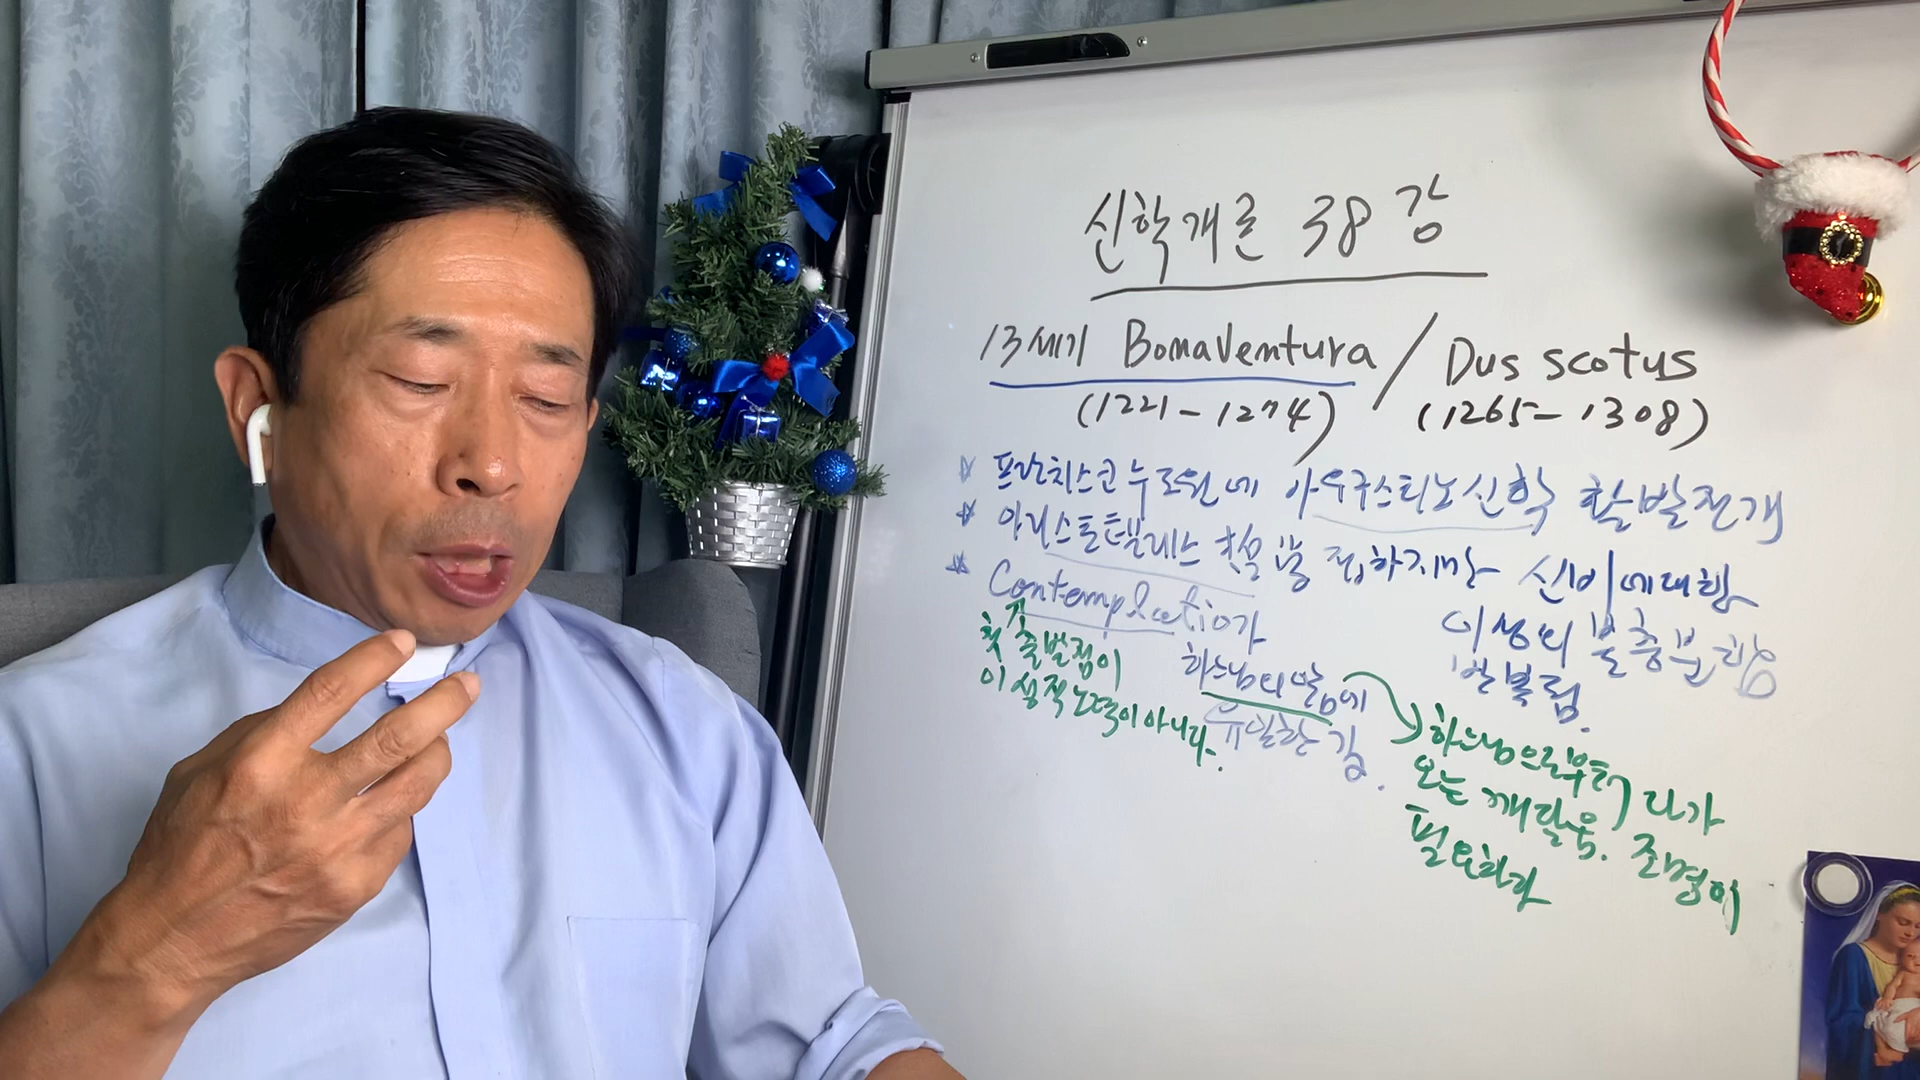 신학개론 38강
13세기 Bonaventura / Dus scotus
(1221-1274) (1265-1308)
* 프란치스코 수도원에 아우구스티노신학 활발전개
* 아리스토텔레스 학을 접하지만 신비에대한
이성의 불충분함
* Contemplatio가
하느님의 앎에
유일한 길.
첫 출발점이
이성적노력이아니라.
하느님으로부터
오는 깨달음. 조명이
필요하다